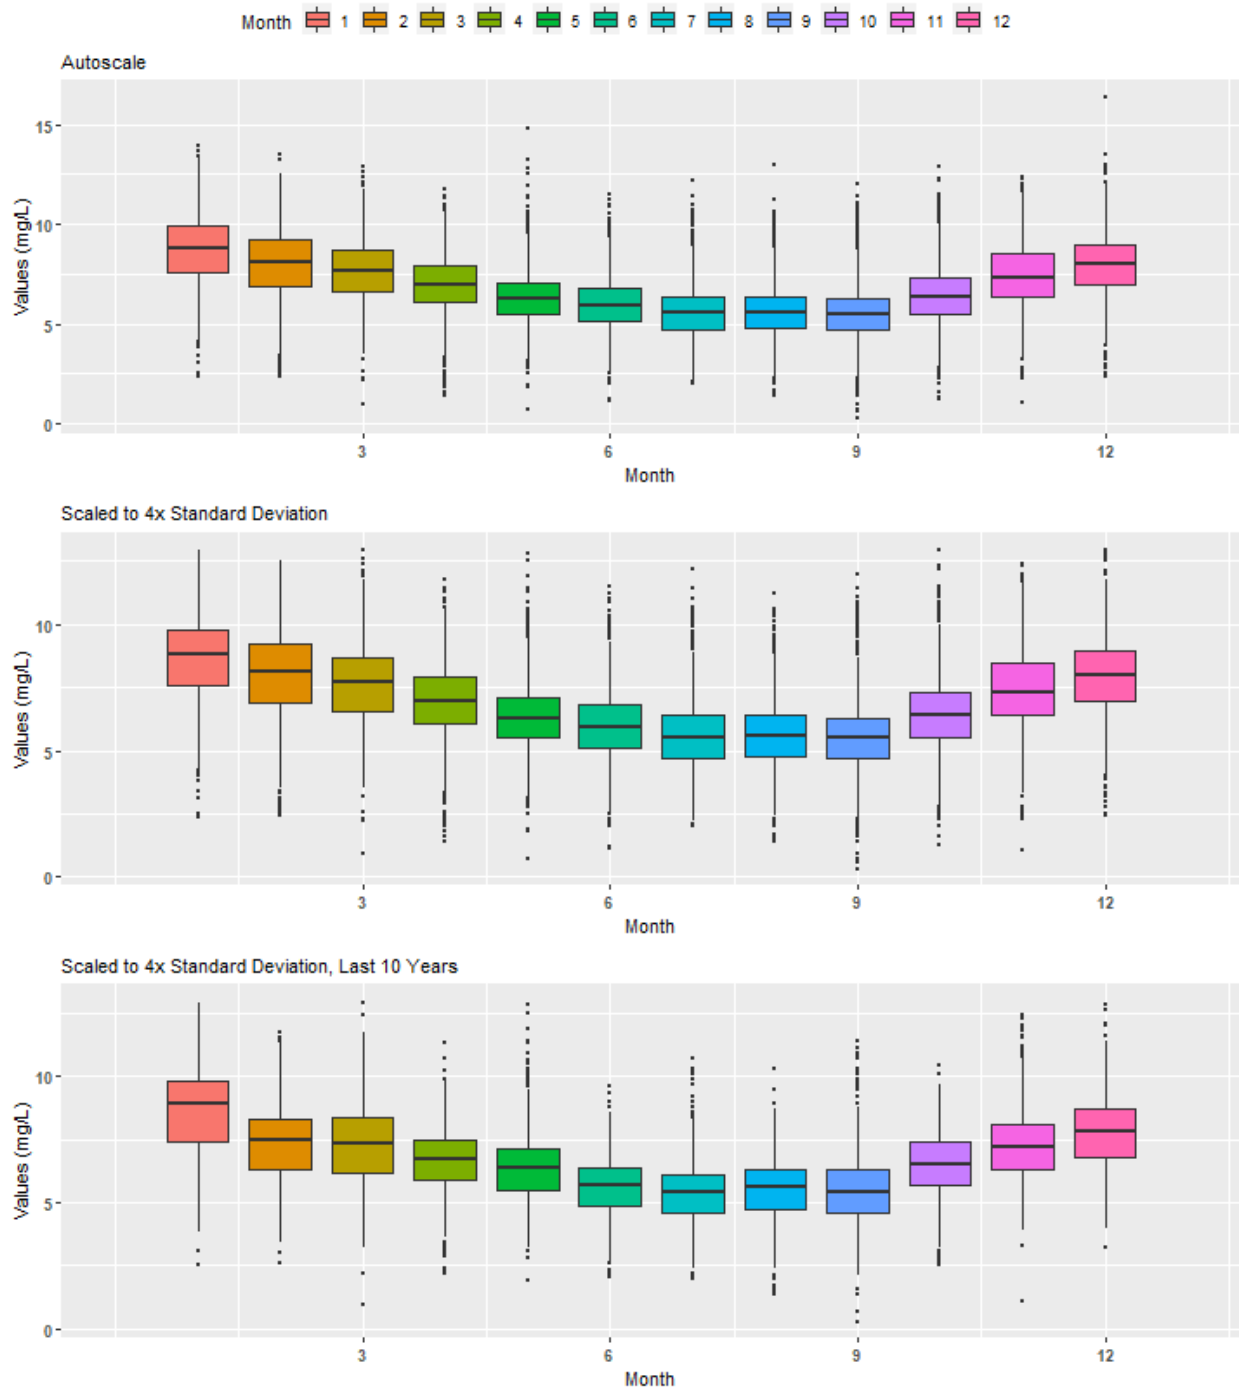 Month 1 2 3 4 5 6 7 8 9 10 11 12
Autoscale
Values (mg/L)
15
10
5
0
3 6 9 12
Month
Scaled to 4x Standard Deviation
Values (mg/L)
10
5
0
3 6 9 12
Month
Scaled to 4x Standard Deviation, Last 10 Years
Values (mg/L)
10
5
0
3 6 9 12
Month